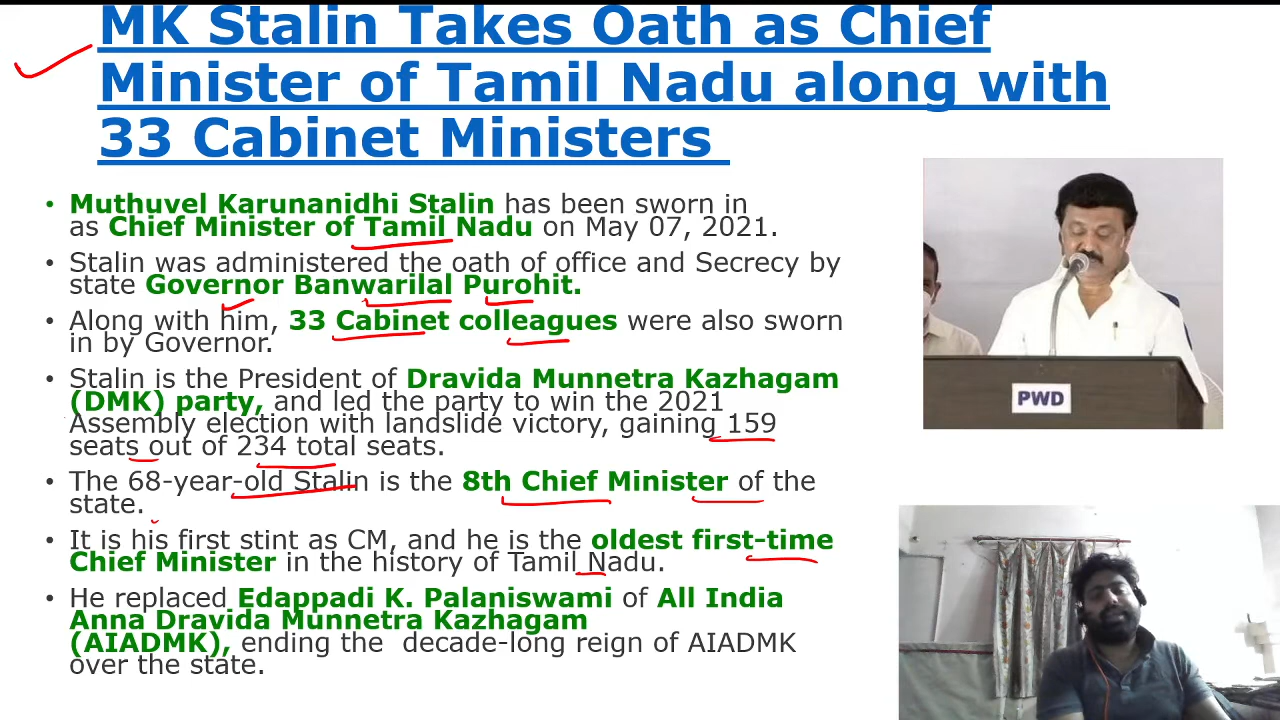 MK Stalin Takes Oath as Chief
Minister of Tamil Nadu along with
33 Cabinet Ministers
• Muthuvel Karunanidhi Stalin has been sworn in
as Chief Minister of Tamil Nadu on May 07, 2021.
• Stalin was administered the oath of office and Secrecy by
state Governor Banwarilal Purohit.
• Along with him, 33 Cabinet colleagues were also sworn
in by Governor.
• Stalin is the President of Dravida Munnetra Kazhagam
(DMK) party, and led the party to win the 2021
Assembly election with landslide victory, gaining 159
seats out of 234 total seats.
• The 68-year-old Stalin is the 8th Chief Minister of the
state.
• It is his first stint as CM, and he is the oldest first-time
Chief Minister in the history of Tamil Nadu.
• He replaced Edappadi K. Palaniswami of All India
Anna Dravida Munnetra Kazhagam
(AIADMK), ending the decade-long reign of AIADMK
over the state.
PWD